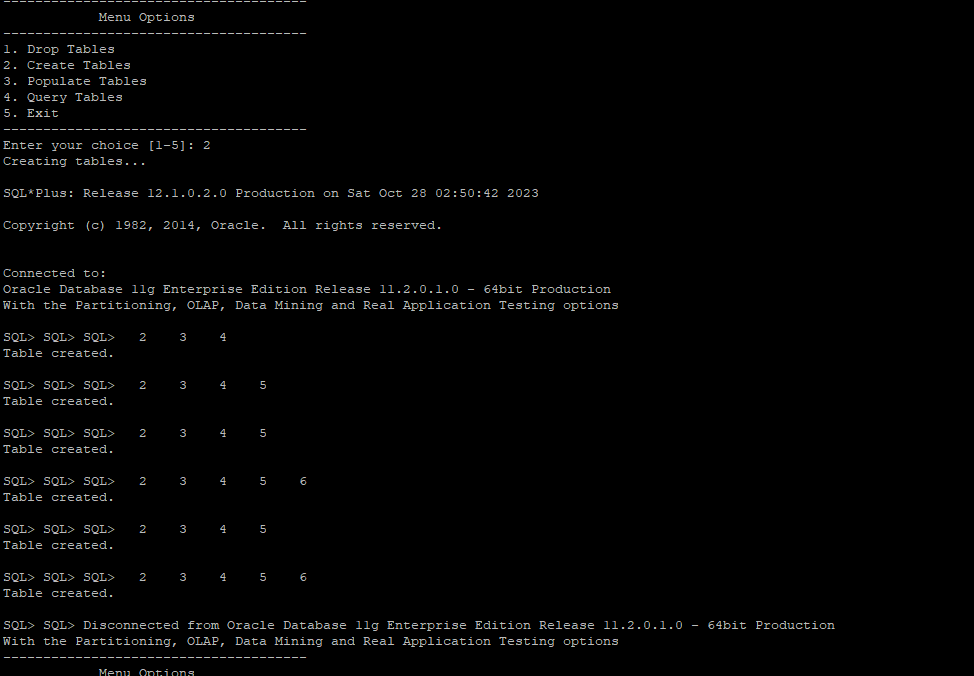 -------------------------------------
            Menu Options
--------------------------------------
1. Drop Tables
2. Create Tables
3. Populate Tables
4. Query Tables
5. Exit
--------------------------------------
Enter your choice [1-5]: 2
Creating tables...
SQL*Plus: Release 12.1.0.2.0 Production on Sat Oct 28 02:50:42 2023
Copyright (c) 1982, 2014, Oracle.  All rights reserved.
Connected to:
Oracle Database 11g Enterprise Edition Release 11.2.0.1.0 - 64bit Production
With the Partitioning, OLAP, Data Mining and Real Application Testing options
SQL> SQL> SQL>   2    3    4
Table created.
SQL> SQL> SQL>   2    3    4    5
Table created.
SQL> SQL> SQL>   2    3    4    5
Table created.
SQL> SQL> SQL>   2    3    4    5    6
Table created.
SQL> SQL> SQL>   2    3    4    5
Table created.
SQL> SQL> SQL>   2    3    4    5    6
Table created.
SQL> SQL> Disconnected from Oracle Database 11g Enterprise Edition Release 11.2.0.1.0 - 64bit Production
With the Partitioning, OLAP, Data Mining and Real Application Testing options
--------------------------------------
            Menu Options